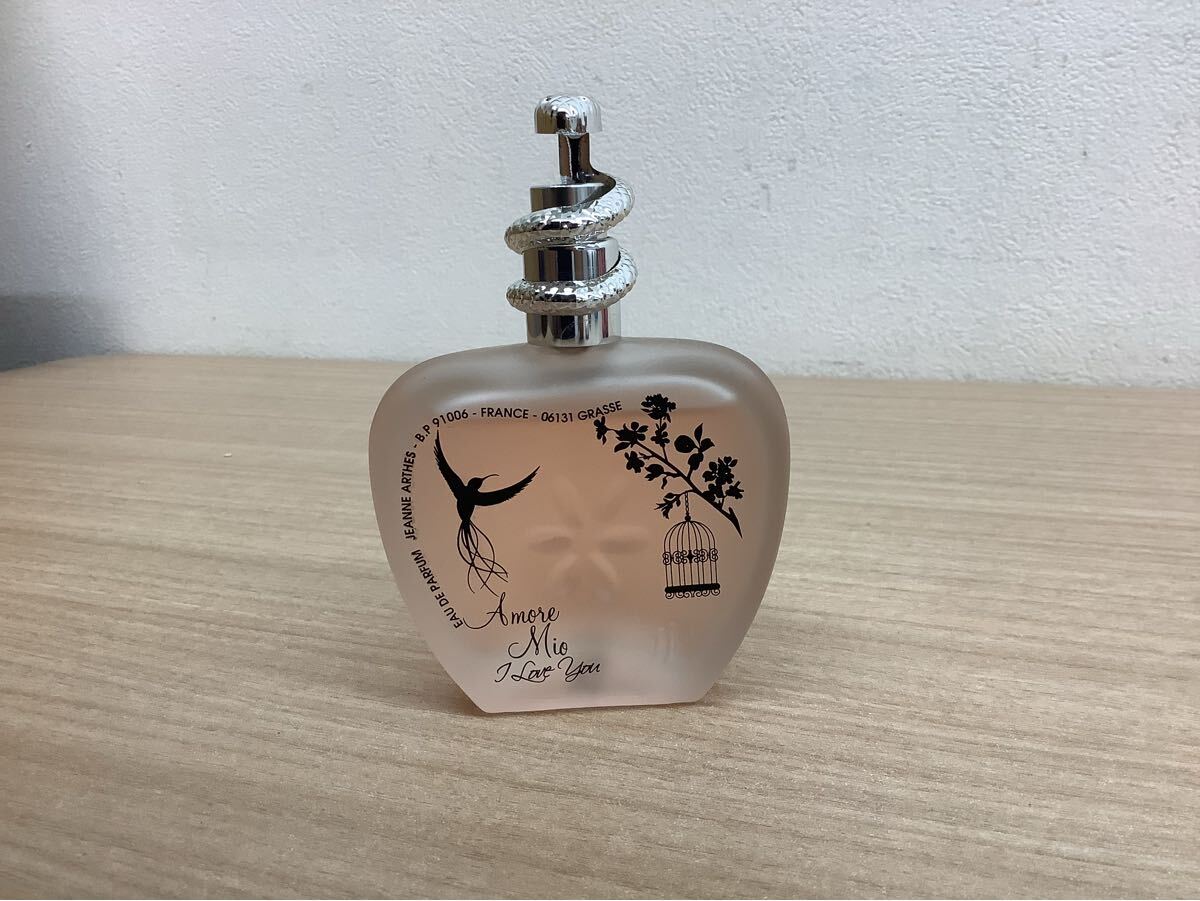 EAU DE PARFUM JEANNE ARTHES - B.P 91006 - FRANCE - 06131 GRASSE
Amore
Mio
I Love You